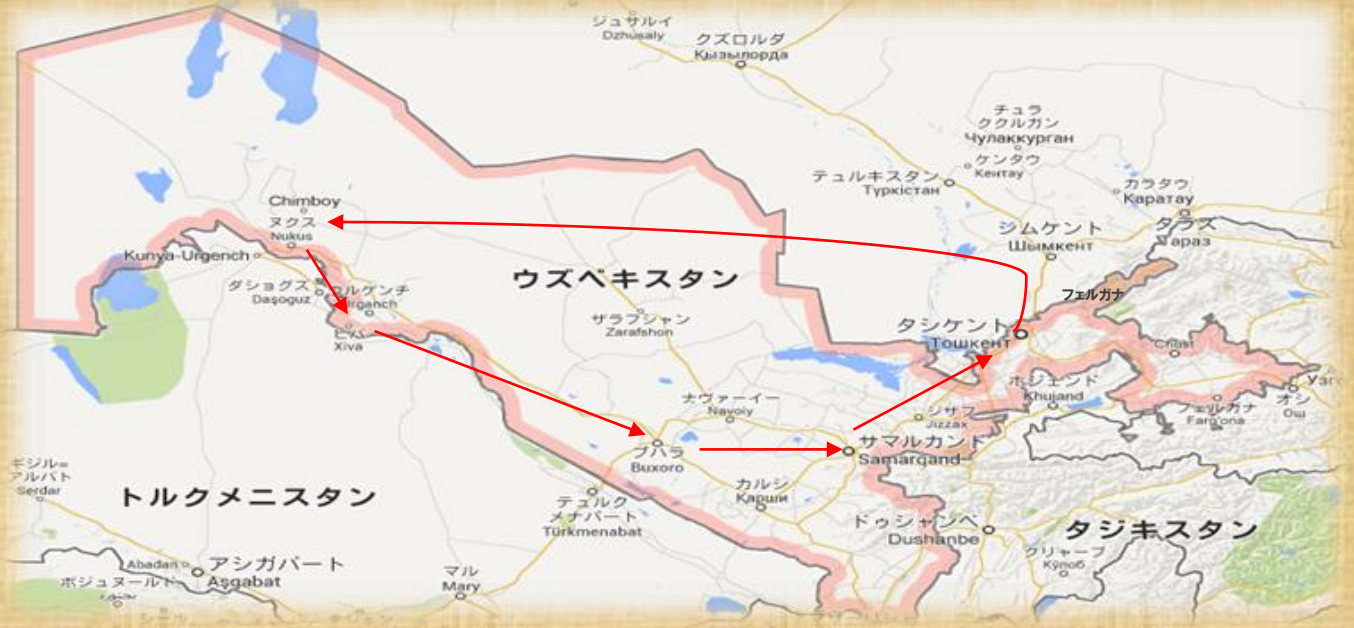 ジュサルイ
Dzhusaly
クズロルダ
Қызылорда
チュラ
ククルガン
Чулаккурган
ケンタウ
Кентау
テュルキスタン
Түркістан
カラタウ
Каратау
タラズ
Тараз
シムケント
Шымкент
Chimboy
ヌクス
Nukus
Kunya-Urgench
ダショグズ
Daşoguz
ウルゲンチ
Urganch
ヒヴァ
Xiva
ウズベキスタン
ザラフシャン
Zarafshon
フェルガナ
タシケント
Тошкент
Chust
ホジェンド
Khujand
オシ
Ош
フェルガナ
Farg'ona
ナヴァーイー
Navoiy
ジザフ
Jizzax
ブハラ
Buxoro
サマルカンド
Samarqand
カルシ
Қарши
ギジル=
アルバト
Serdar
トルクメニスタン
テュルク
メナバート
Türkmenabat
ドゥシャンベ
Dushanbe
タジキスタン
クリャーブ
Кӯлоб
Abadan
アシガバート
Aşgabat
ボジュヌールド
マル
Mary